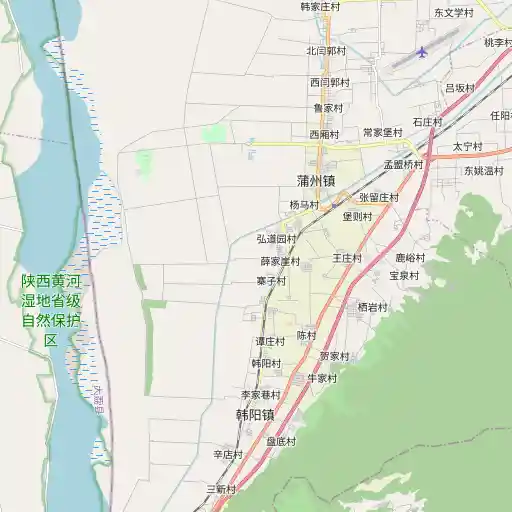 韩家庄村
东文学村
北闫郭村
桃李村
西闫郭村
吕坂村
鲁家村
任阳村
石庄村
西厢村
常家堡村
太宁村
孟盟桥村
东姚温村
蒲州镇
张留庄村
杨马村
堡则村
弘道园村
薛家崖村
王庄村
鹿峪村
宝泉村
寨子村
陕西黄河
湿地省级
自然保护
区
栖岩村
陈村
谭庄村
贺家村
韩阳村
牛家村
李家巷村
韩阳镇
盘底村
辛店村
三新村